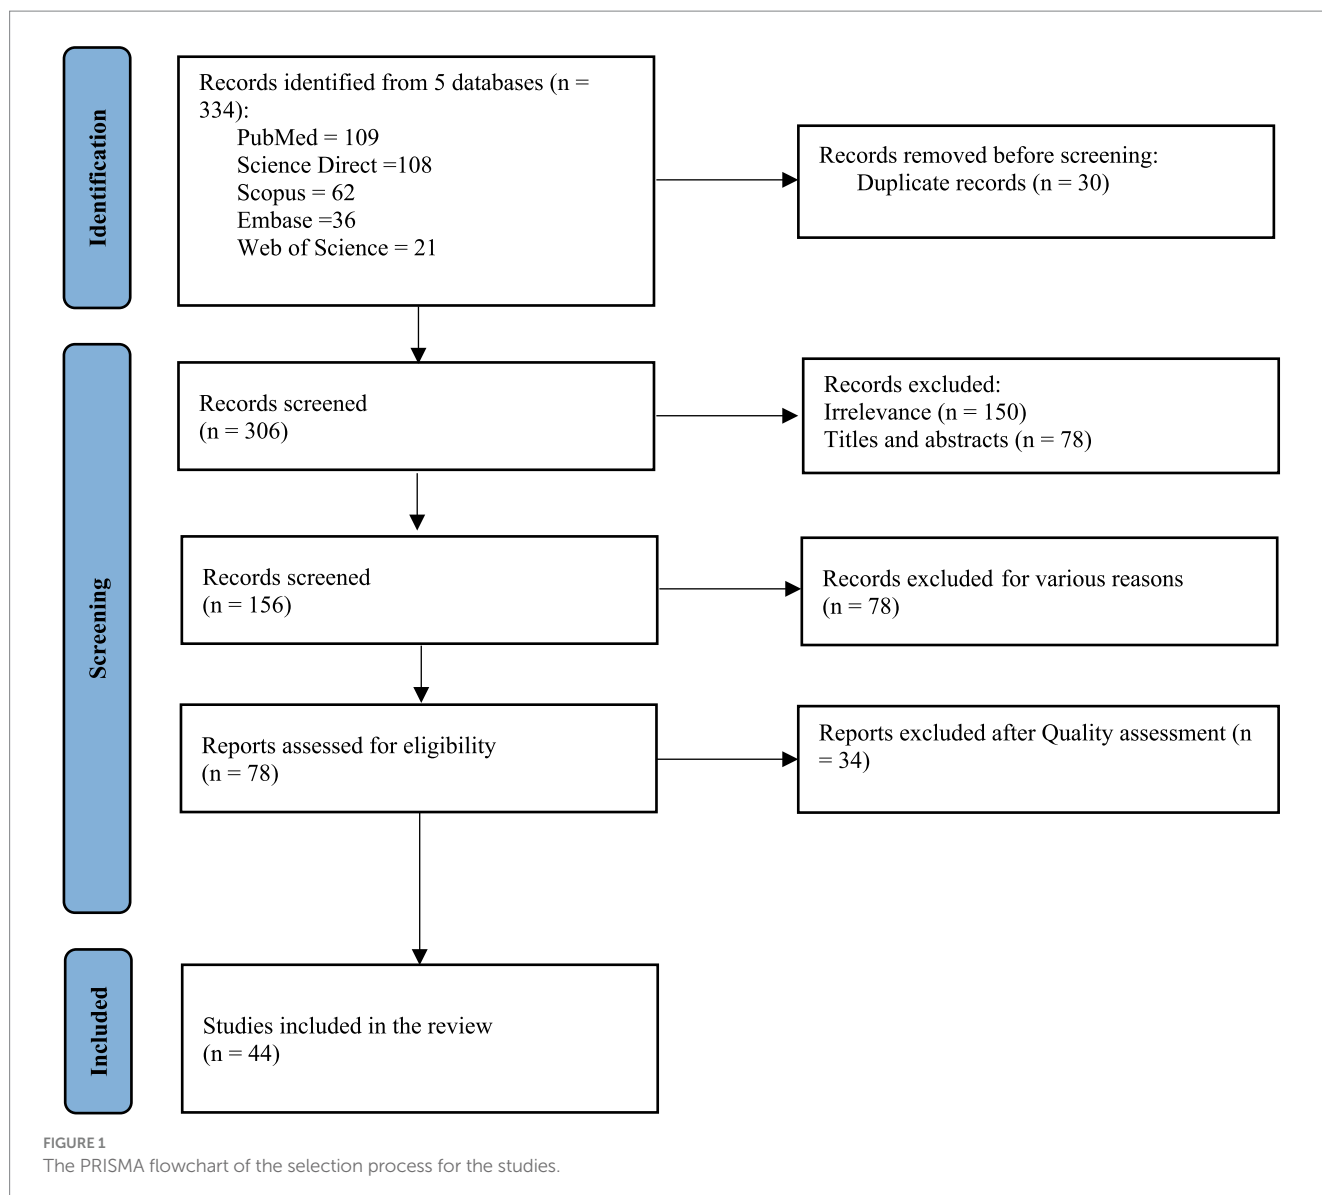 Identification
Records identified from 5 databases (n =
334):
PubMed = 109
Science Direct =108
Scopus = 62
Embase =36
Web of Science = 21
Records removed before screening:
Duplicate records (n = 30)
Screening
Records screened
(n = 306)
Records excluded:
Irrelevance (n = 150)
Titles and abstracts (n = 78)
Records screened
(n = 156)
Records excluded for various reasons
(n = 78)
Reports assessed for eligibility
(n = 78)
Reports excluded after Quality assessment (n
= 34)
Included
Studies included in the review
(n = 44)
FIGURE 1
The PRISMA flowchart of the selection process for the studies.